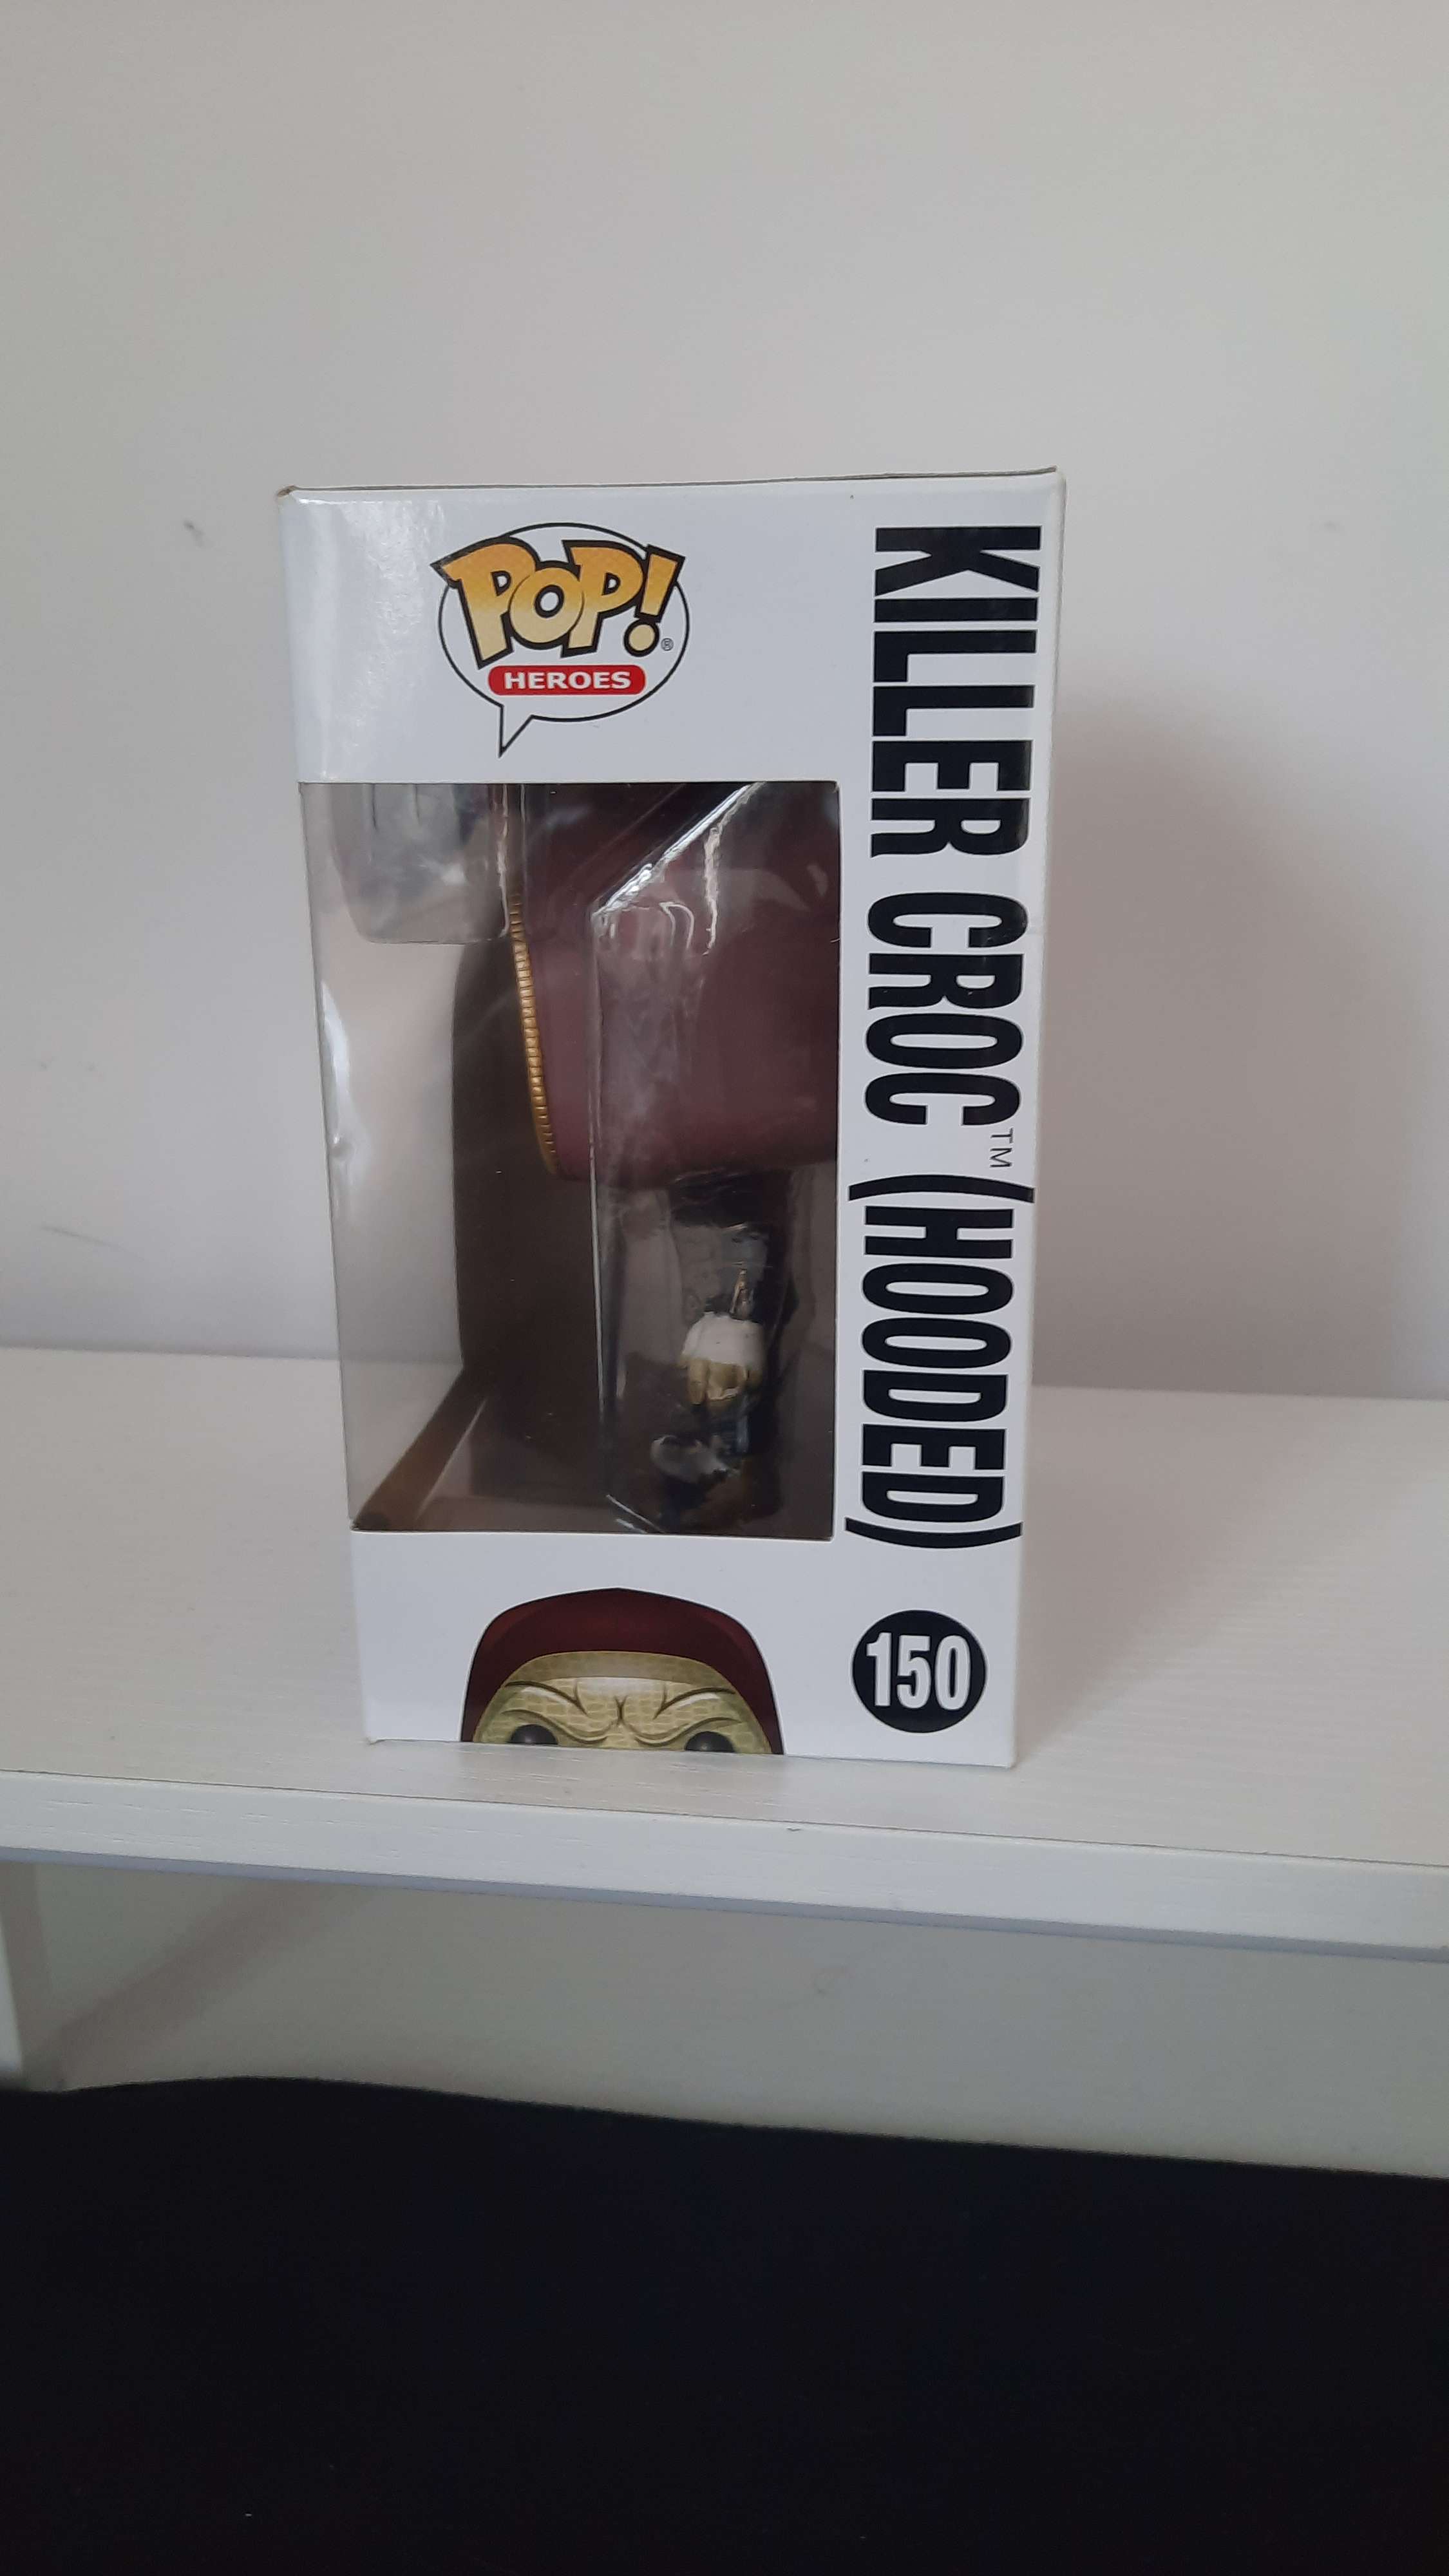 POP!®
HEROES
KILLER CROC™ (HOODED)
150